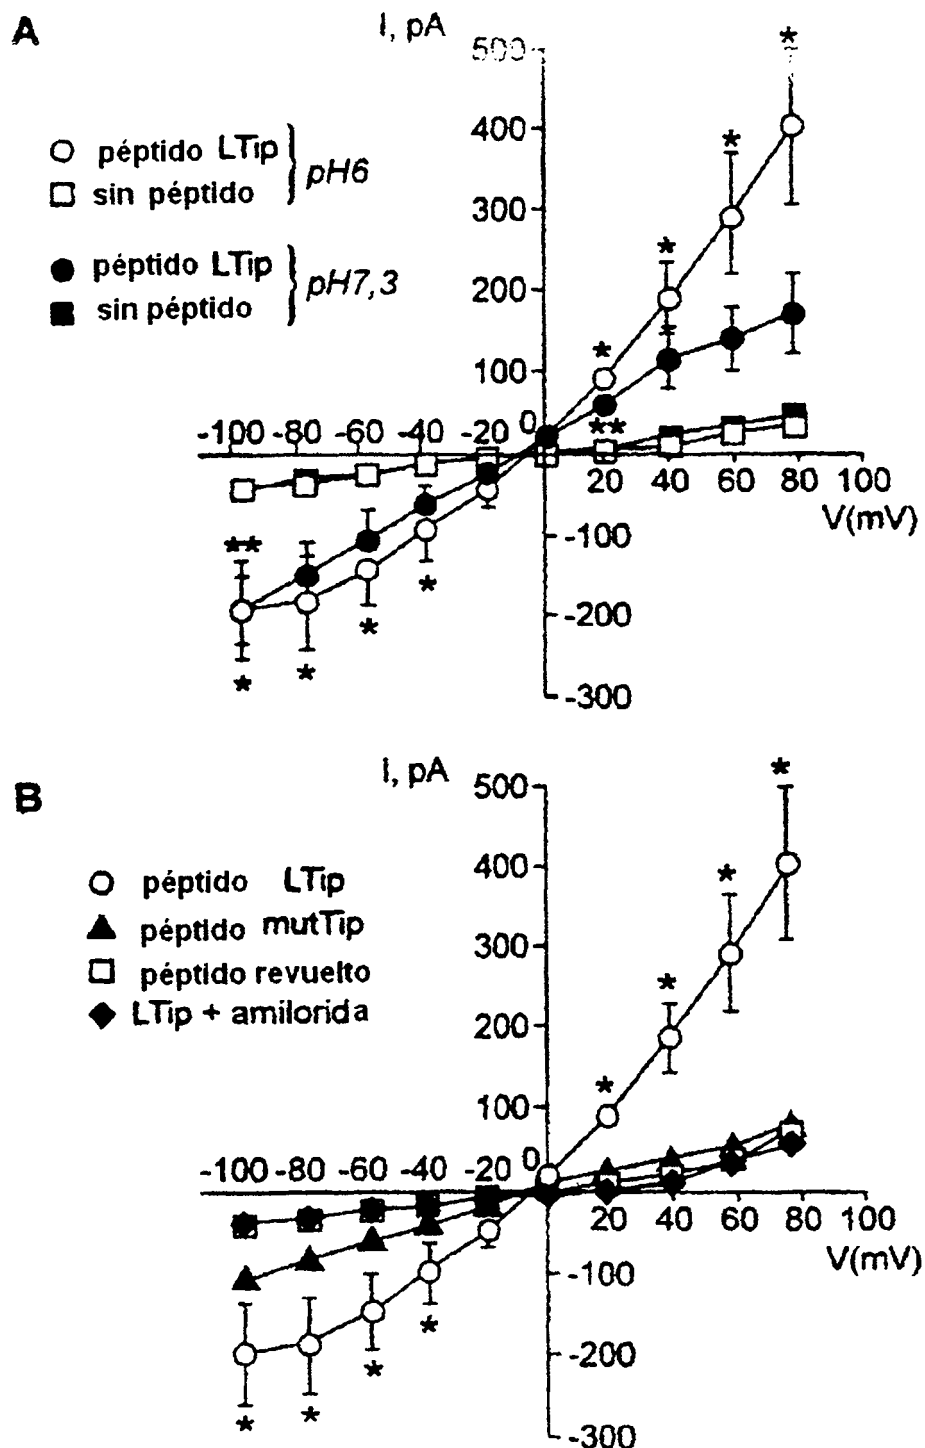 A
I, pA
500
péptido LTip
sin péptido
pH6
péptido LTip
sin péptido
pH7,3
400
300
200
100
0
-100 -80 -60 -40 -20
20 40 60 80 100
V(mV)
-100
-200
-300
* * * * ** ** * * * *
B
I, pA
500
péptido LTip
péptido mutTip
péptido revuelto
LTip + amilorida
400
300
200
100
0
-100 -80 -60 -40 -20
20 40 60 80 100
V(mV)
-100
-200
-300
* * * * * * * *